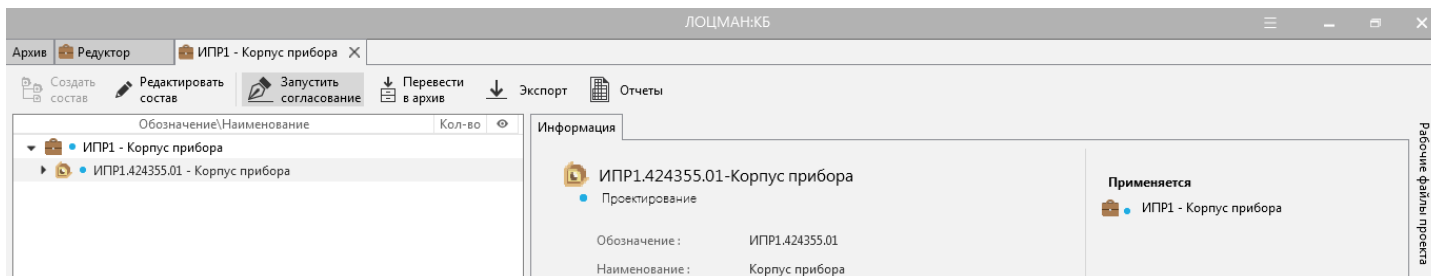 ЛОЦМАН:КБ
Архив
Редуктор
ИПР1 - Корпус прибора
Создать состав
Редактировать состав
Запустить согласование
Перевести в архив
Экспорт
Отчеты
Обозначение\Наименование
Кол-во
ИПР1 - Корпус прибора
ИПР1.424355.01 - Корпус прибора
Информация
ИПР1.424355.01-Корпус прибора
Проектирование
Обозначение :
ИПР1.424355.01
Наименование :
Корпус прибора
Применяется
ИПР1 - Корпус прибора
Рабочие файлы проекта